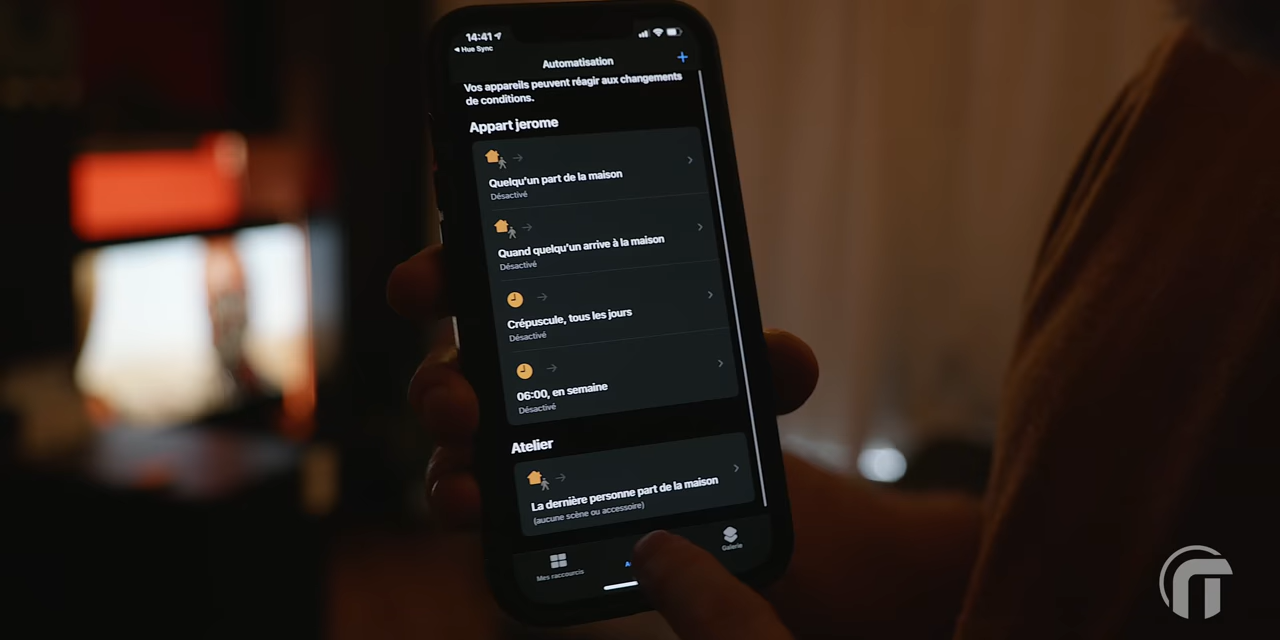 14:41
Hue Sync
Automatisation
Vos appareils peuvent réagir aux changements
de conditions.
Appart jerome
Quelqu'un part de la maison
Désactivé
Quand quelqu'un arrive à la maison
Désactivé
Crépuscule, tous les jours
Désactivé
06:00, en semaine
Désactivé
Atelier
La dernière personne part de la maison
(aucune scène ou accessoire)
Mes raccourcis
Galerie